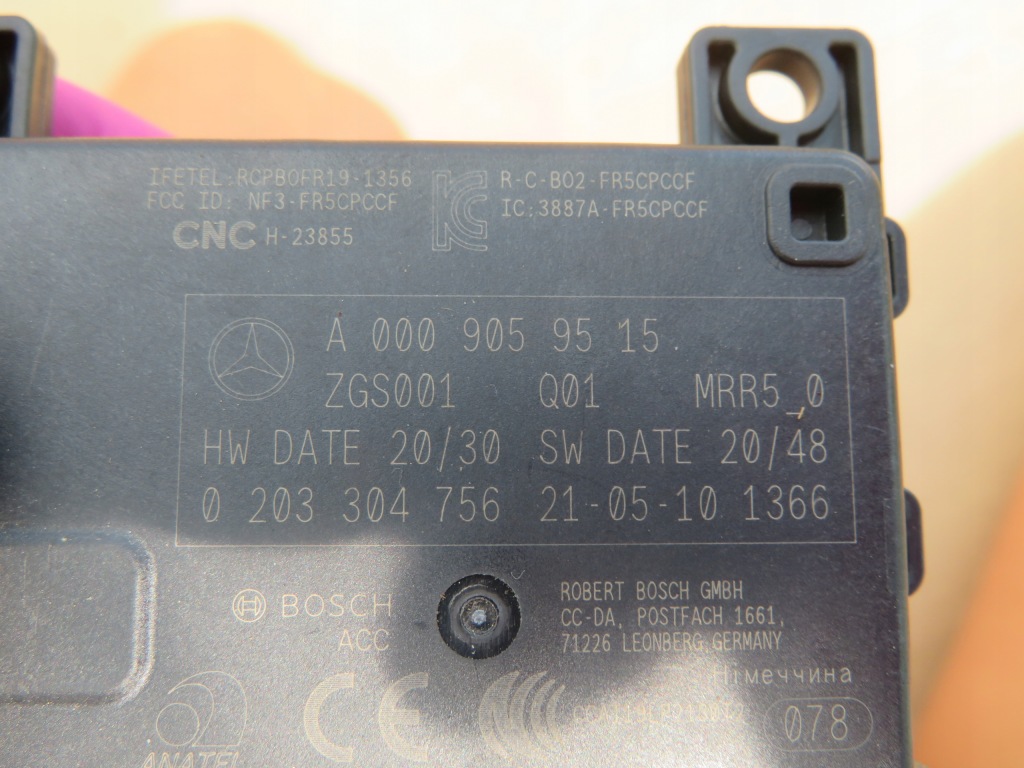 IFETEL:RCPBOFR19-1356
FCC ID: NF3-FR5CPCCF
CNC H-23855
R-C-BO2-FR5CPCCF
IC:3887A-FR5CPCCF
A 000 905 95 15
ZGS001 Q01 MRR5_0
HW DATE 20/30 SW DATE 20/48
0 203 304 756 21-05-10 1366
BOSCH
ACC
ROBERT BOSCH GMBH
CC-DA, POSTFACH 1661,
71226 LEONBERG,GERMANY
Німеччина
CE
078
ANATEL